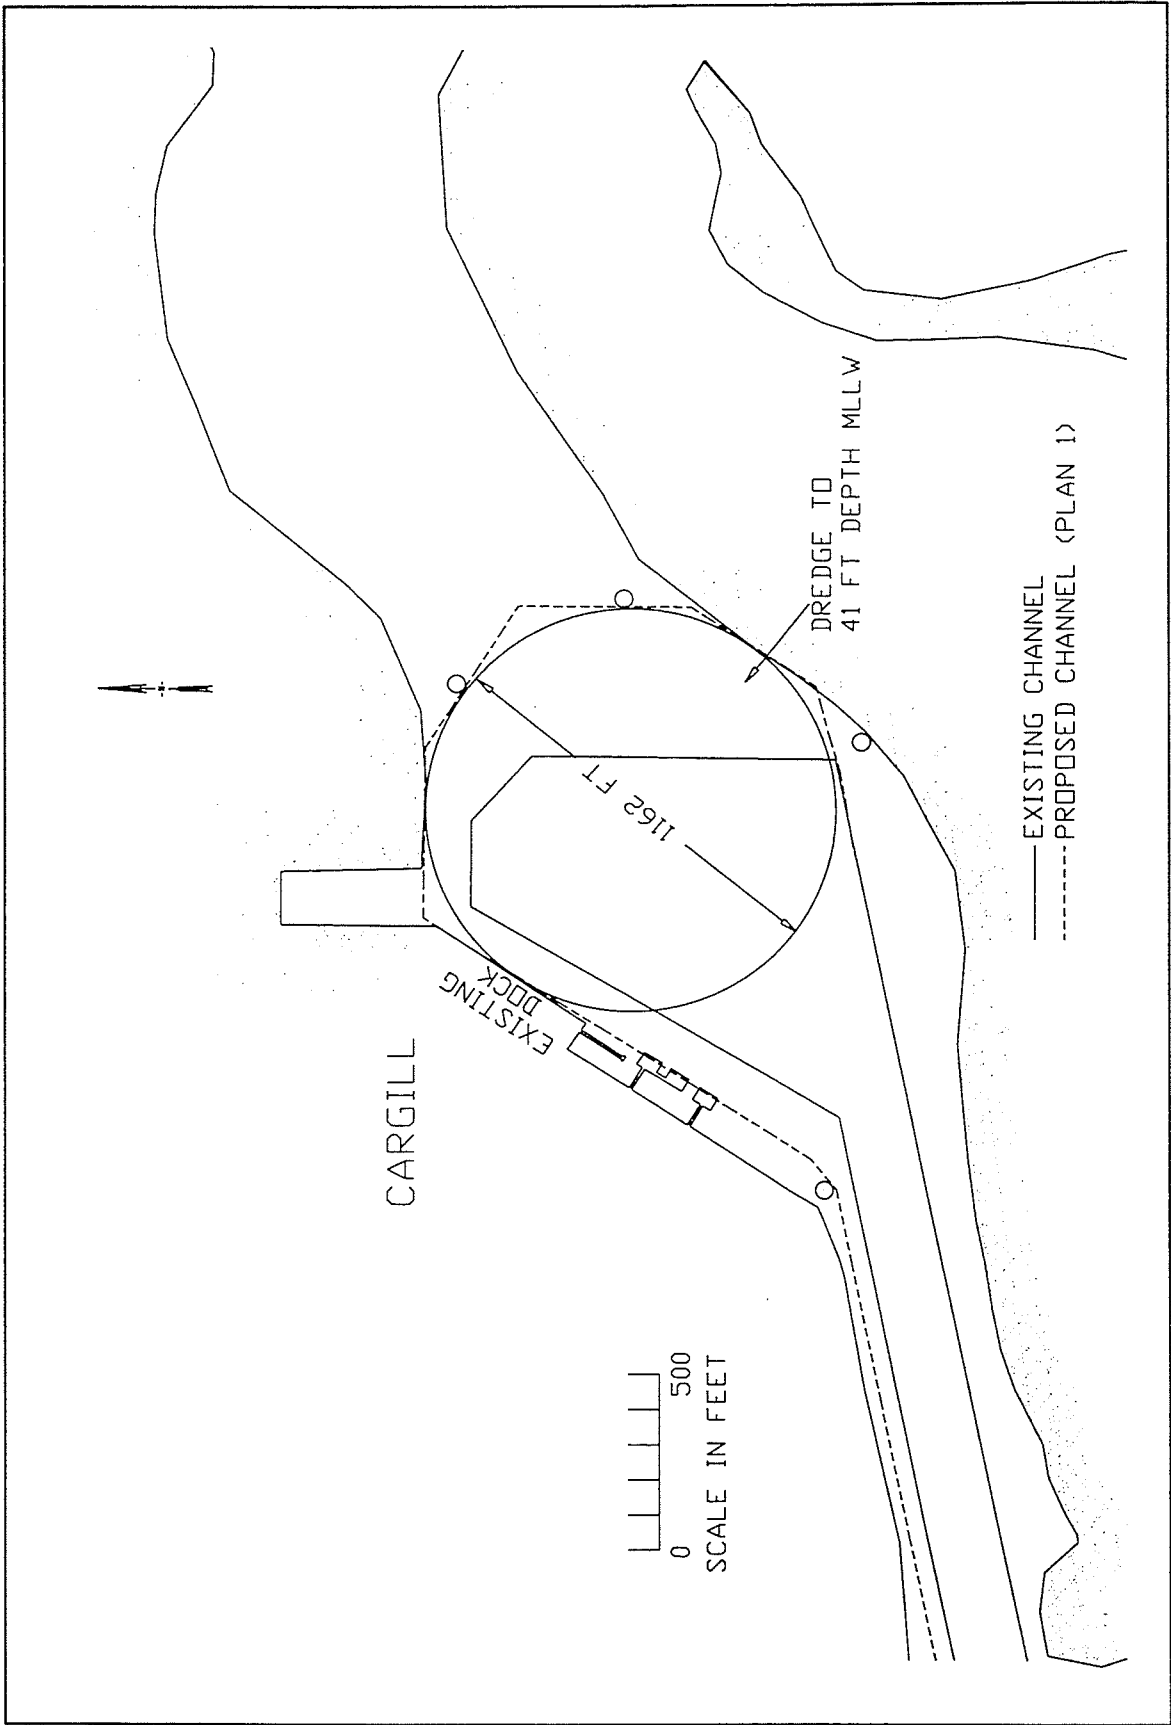 CARGILL
EXISTING
DOCK
1162 FT
DREDGE TO
41 FT DEPTH MLLW
0 500
SCALE IN FEET
EXISTING CHANNEL
PROPOSED CHANNEL (PLAN 1)